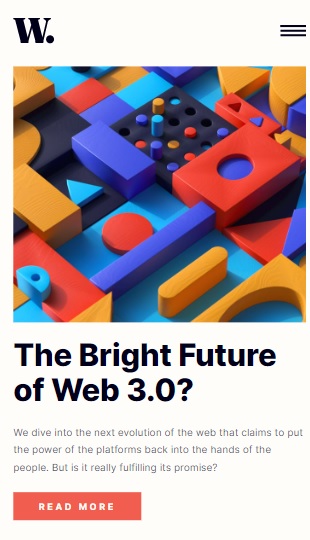 W.
The Bright Future
of Web 3.0?
We dive into the next evolution of the web that claims to put
the power of the platforms back into the hands of the
people. But is it really fulfilling its promise?
READ MORE